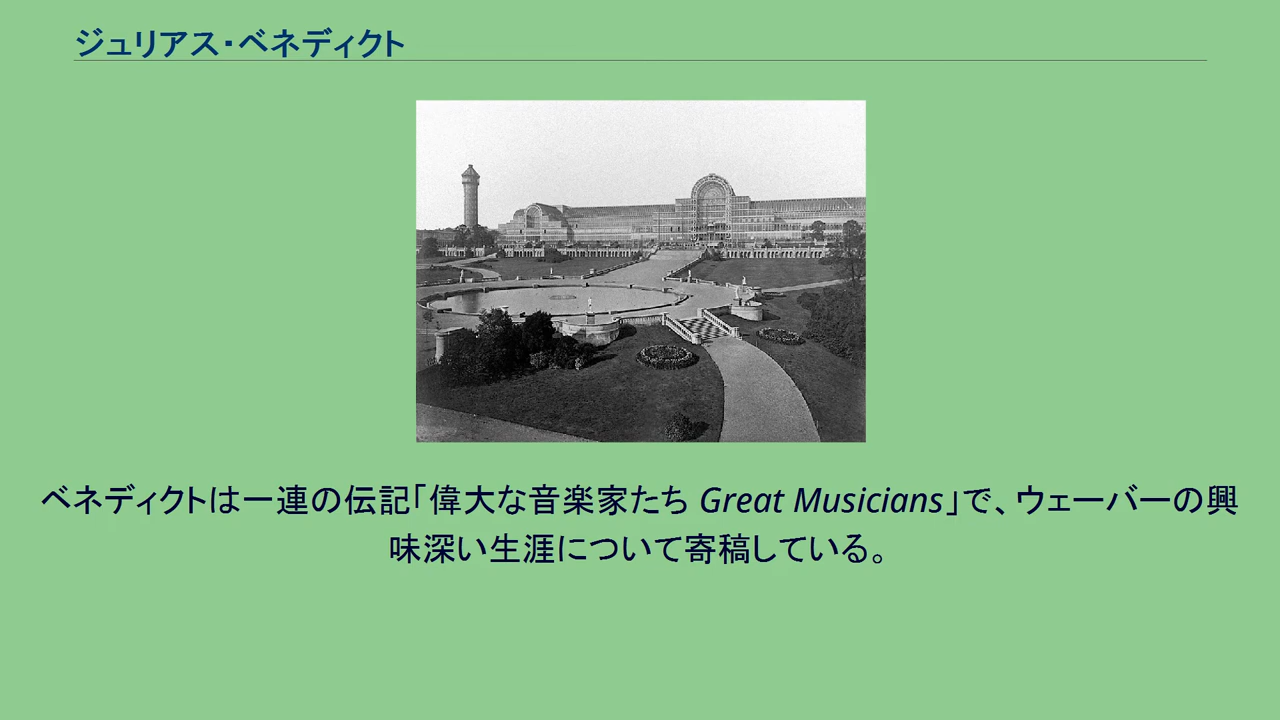 ジュリアス・ベネディクト
ベネディクトは一連の伝記「偉大な音楽家たち Great Musicians」で、ウェーバーの興
味深い生涯について寄稿している。